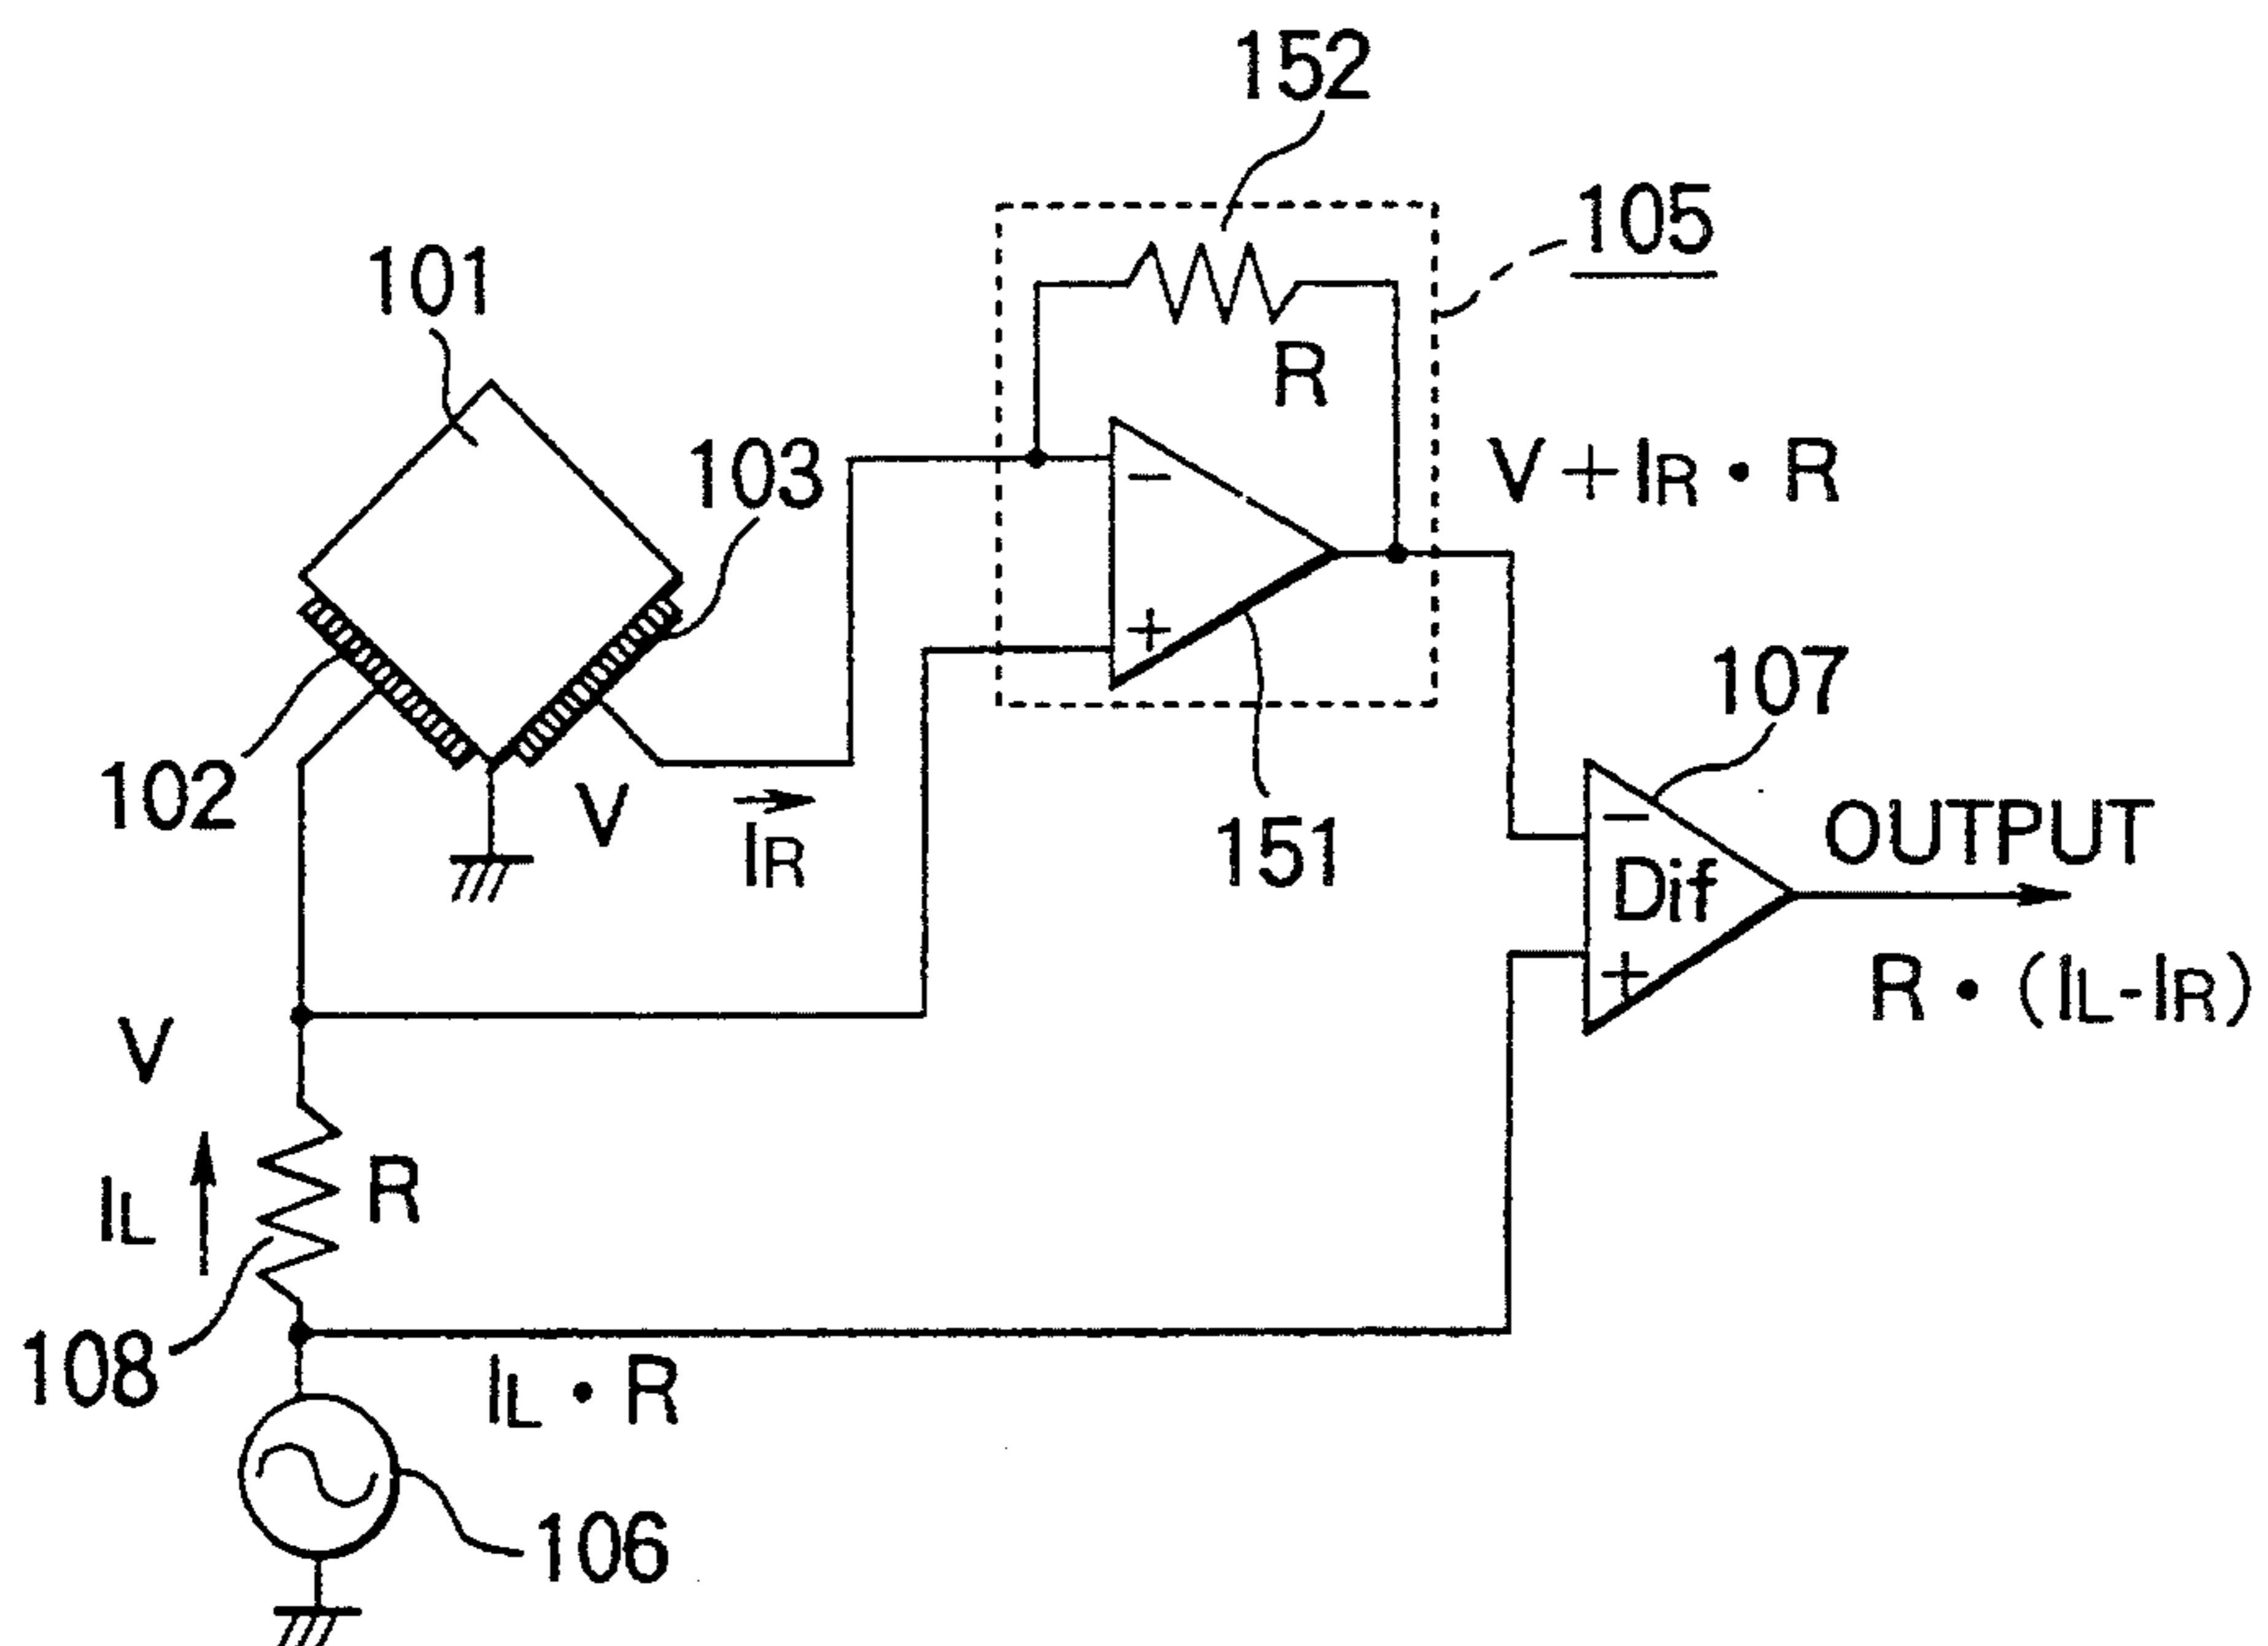 152
105
101
R
103
V + IR • R
−
+
107
102
V
IR
151
−
OUTPUT
Dif
+
R • (IL-IR)
V
IL
R
108
IL • R
106